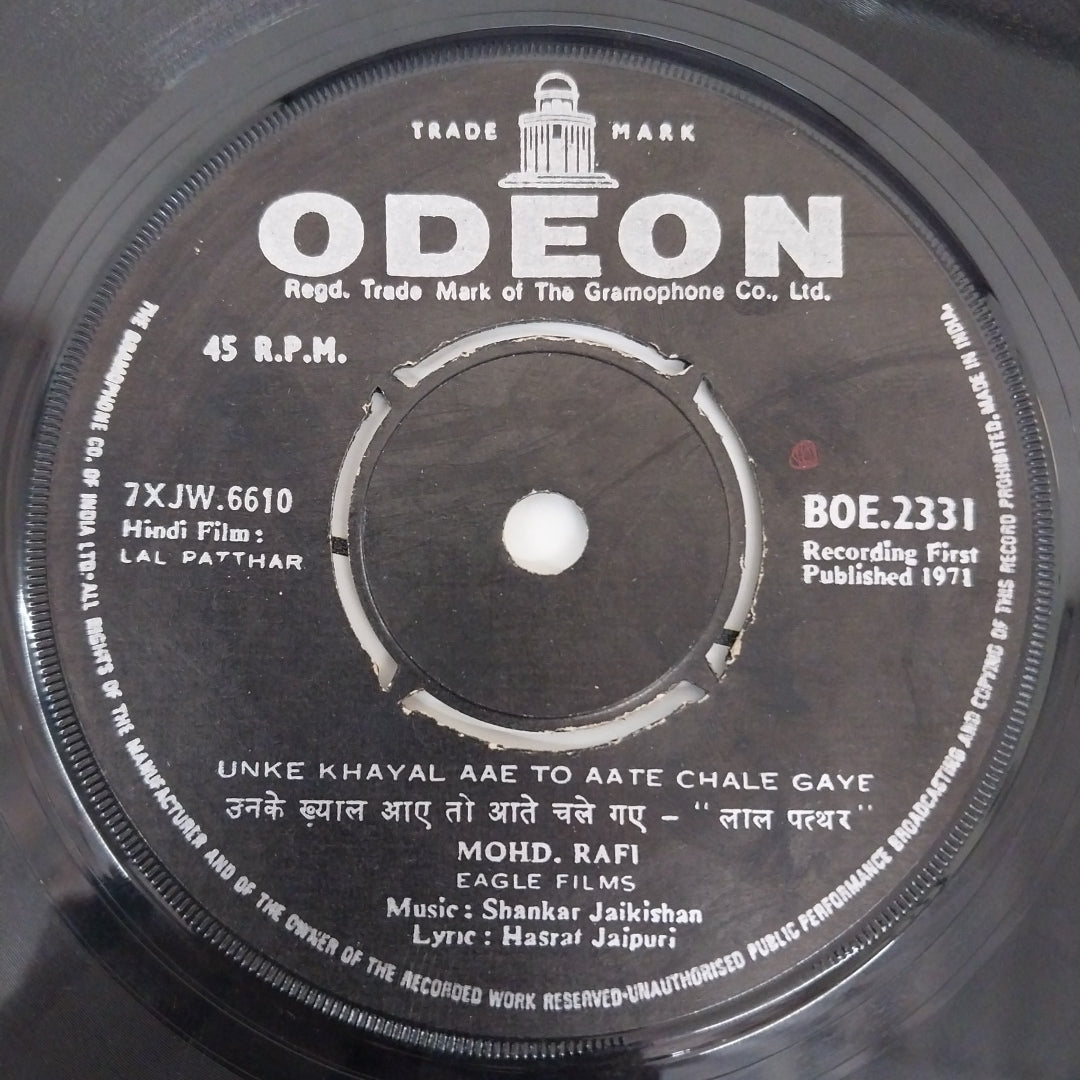 TRADE MARK
ODEON
Regd. Trade Mark of The Gramophone Co., Ltd.
45 R.P.M.
7XJW.6610
Hindi Film:
LAL PATTHAR
BOE.2331
Recording First
Published 1971
UNKE KHAYAL AAE TO AATE CHALE GAYE
उनके ख़्याल आए तो आते चले गए – "लाल पत्थर"
MOHD. RAFI
EAGLE FILMS
Music: Shankar Jaikishan
Lyric: Hasrat Jaipuri
THE GRAMOPHONE CO. OF INDIA LTD·ALL RIGHTS OF THE MANUFACTURER AND OF THE OWNER OF THE RECORDED WORK RESERVED·UNAUTHORISED PUBLIC PERFORMANCE BROADCASTING AND COPYING OF THIS RECORD PROHIBITED·MADE IN INDIA·